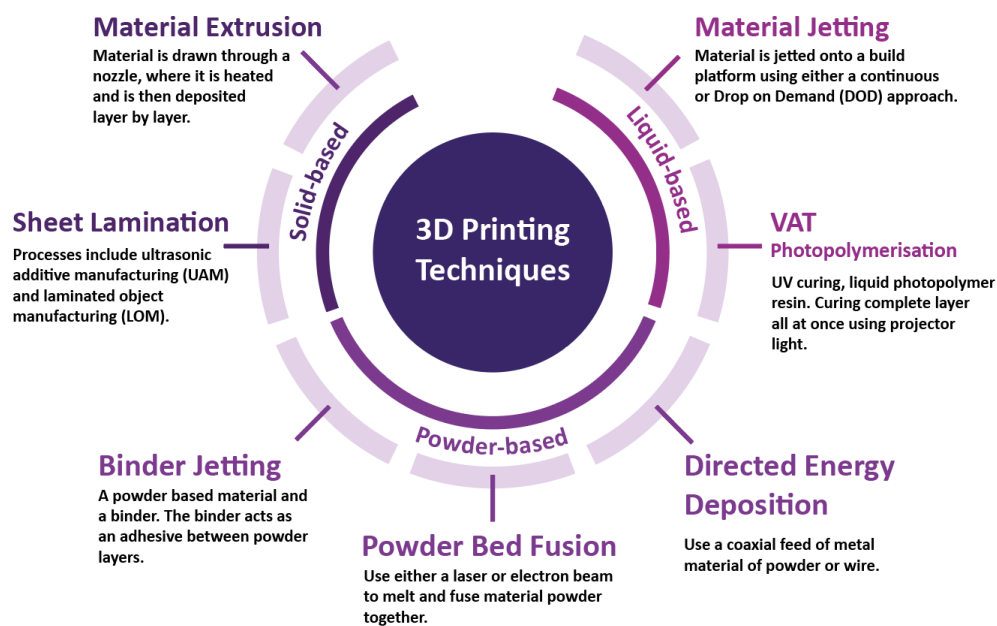 Material Extrusion
Material is drawn through a
nozzle, where it is heated
and is then deposited
layer by layer.
Material Jetting
Material is jetted onto a build
platform using either a continuous
or Drop on Demand (DOD) approach.
Solid-based
Liquid-based
3D Printing
Techniques
Sheet Lamination
Processes include ultrasonic
additive manufacturing (UAM)
and laminated object
manufacturing (LOM).
VAT
Photopolymerisation
UV curing, liquid photopolymer
resin. Curing complete layer
all at once using projector
light.
Powder-based
Binder Jetting
A powder based material and
a binder. The binder acts as
an adhesive between powder
layers.
Powder Bed Fusion
Use either a laser or electron beam
to melt and fuse material powder
together.
Directed Energy
Deposition
Use a coaxial feed of metal
material of powder or wire.